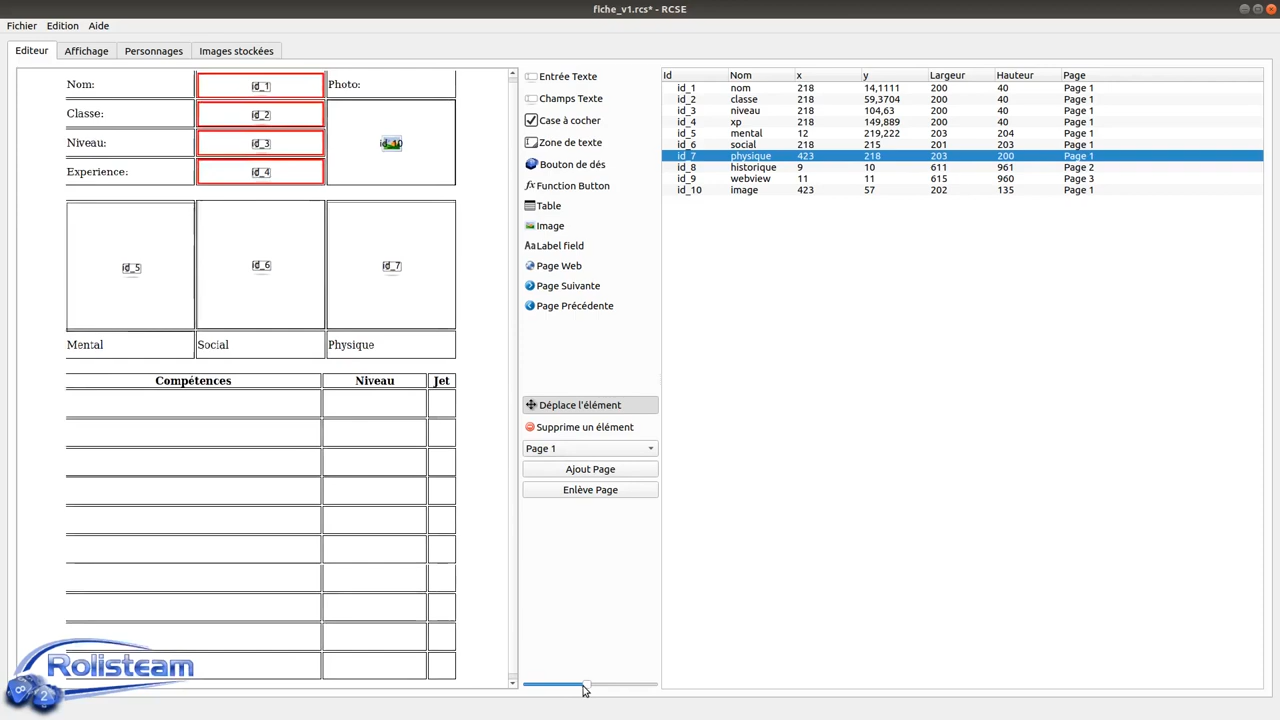 fiche_v1.rcs* - RCSE
Fichier Edition Aide
Editeur Affichage Personnages Images stockées
Nom: id_1 Photo:
Classe: id_2
Niveau: id_3
Experience: id_4
id_5 id_6 id_7
Mental Social Physique
Compétences Niveau Jet
Rolisteam
8 2
Entrée Texte
Champs Texte
Case à cocher
Zone de texte
Bouton de dés
fx Function Button
Table
Image
Aa Label field
Page Web
Page Suivante
Page Précédente
Déplace l'élément
Supprime un élément
Page 1
Ajout Page
Enlève Page
Id Nom x y Largeur Hauteur Page
id_1 nom 218 14,1111 200 40 Page 1
id_2 classe 218 59,3704 200 40 Page 1
id_3 niveau 218 104,63 200 40 Page 1
id_4 xp 218 149,889 200 40 Page 1
id_5 mental 12 219,222 203 204 Page 1
id_6 social 218 215 201 203 Page 1
id_7 physique 423 218 203 200 Page 1
id_8 historique 9 10 611 961 Page 2
id_9 webview 11 11 615 960 Page 3
id_10 image 423 57 202 135 Page 1